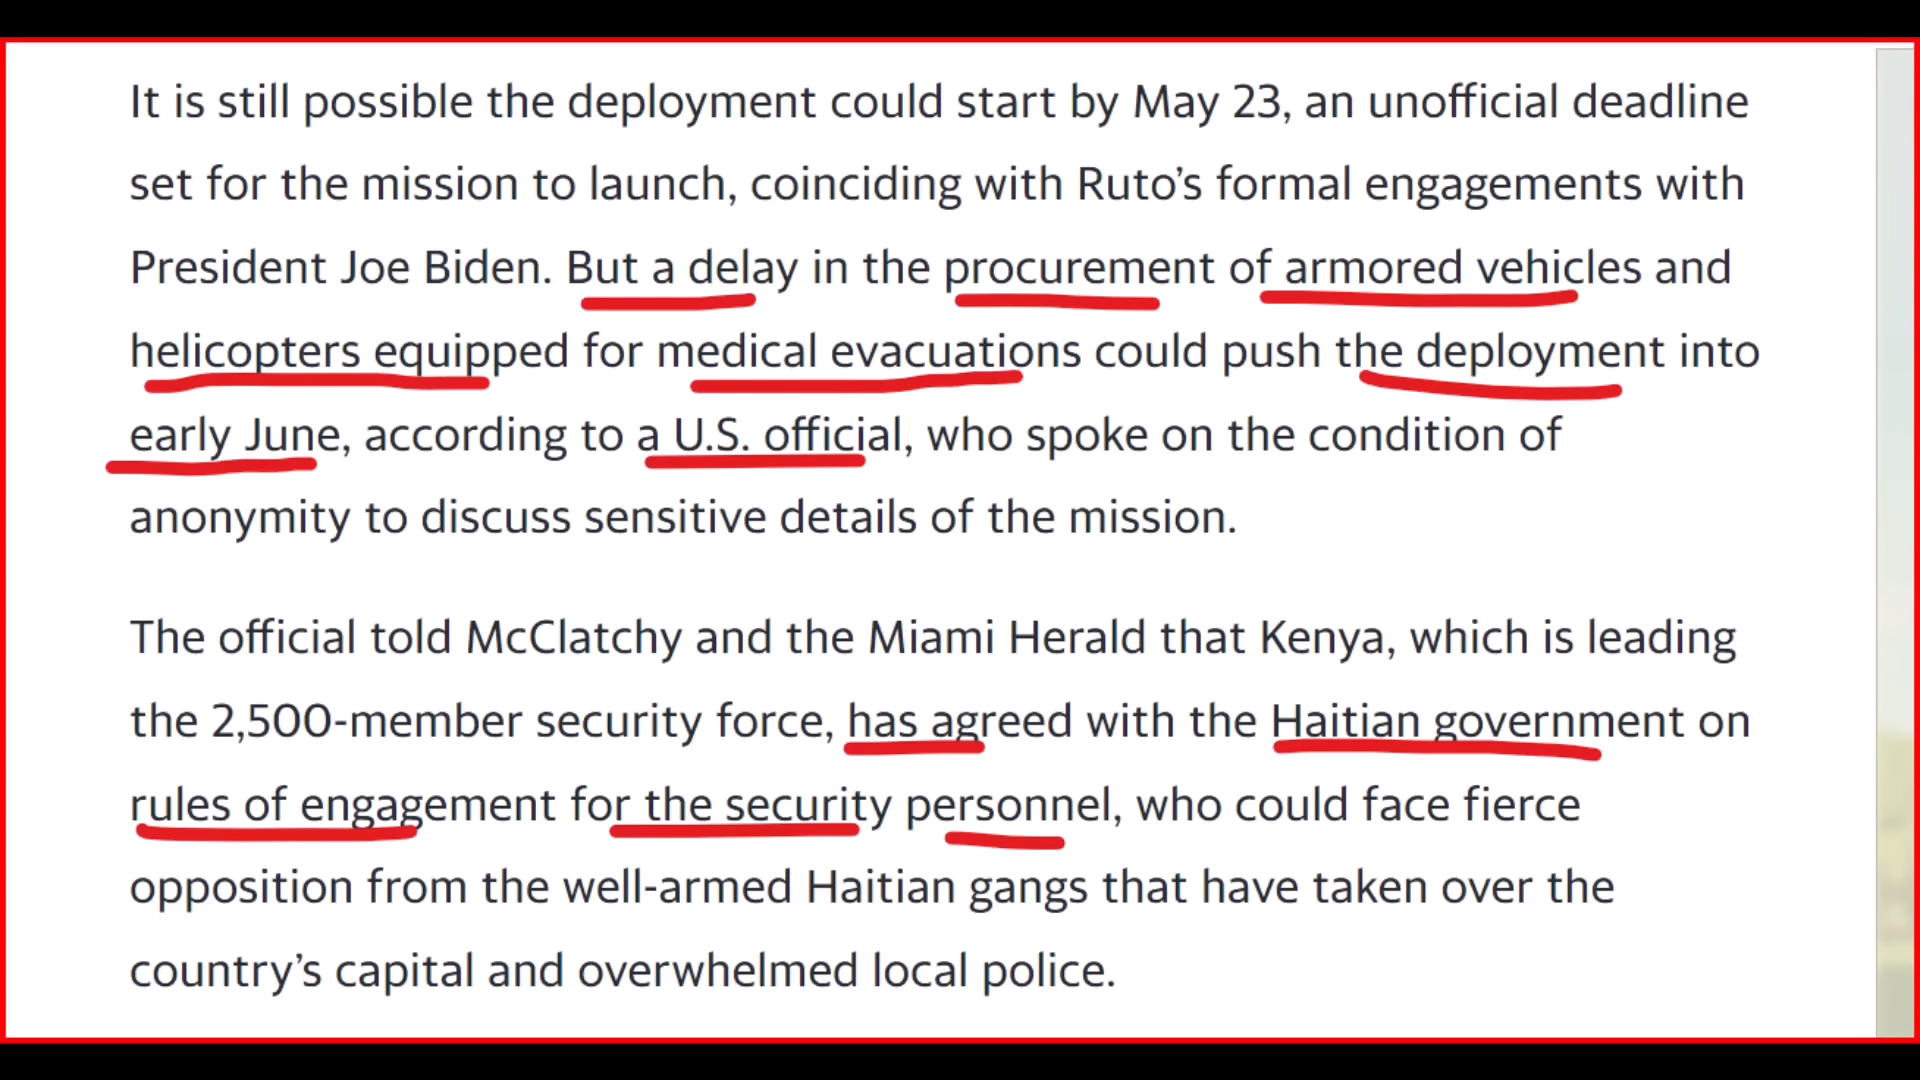 It is still possible the deployment could start by May 23, an unofficial deadline
set for the mission to launch, coinciding with Ruto’s formal engagements with
President Joe Biden. But a delay in the procurement of armored vehicles and
helicopters equipped for medical evacuations could push the deployment into
early June, according to a U.S. official, who spoke on the condition of
anonymity to discuss sensitive details of the mission.
The official told McClatchy and the Miami Herald that Kenya, which is leading
the 2,500-member security force, has agreed with the Haitian government on
rules of engagement for the security personnel, who could face fierce
opposition from the well-armed Haitian gangs that have taken over the
country’s capital and overwhelmed local police.